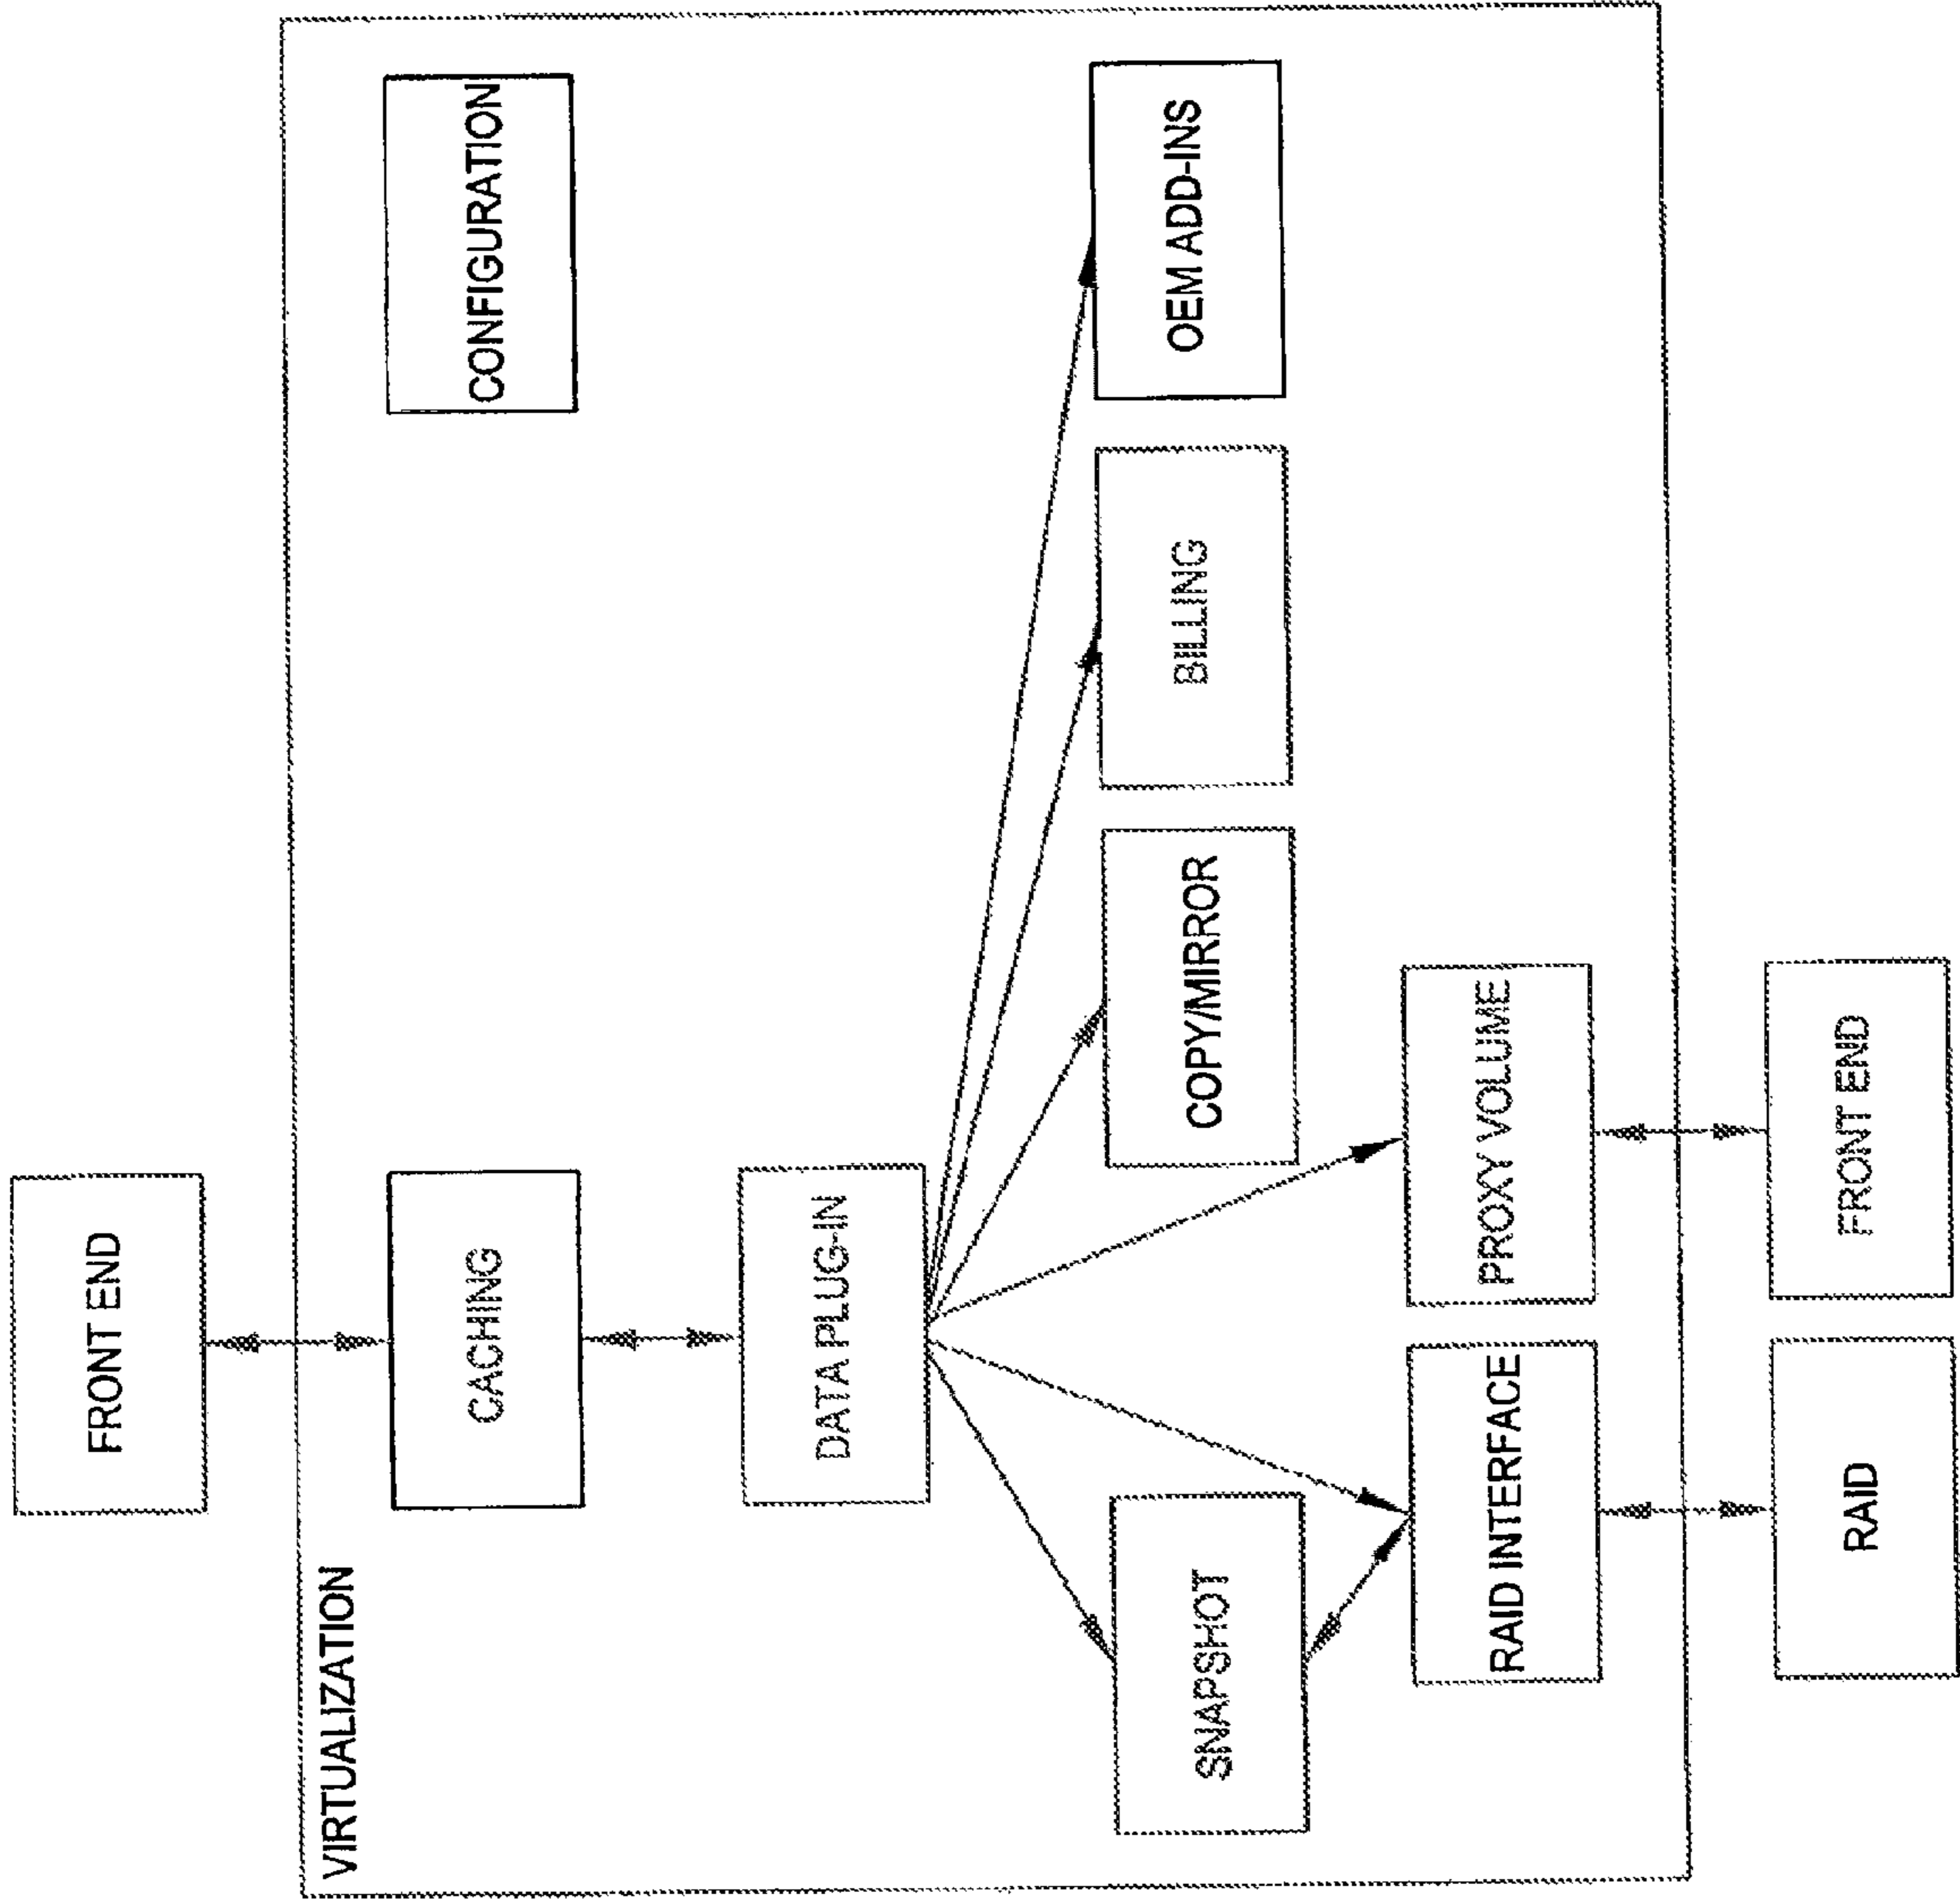 FRONT END
VIRTUALIZATION
CACHING
CONFIGURATION
DATA PLUG-IN
SNAPSHOT
COPY/MIRROR
BILLING
OEM ADD-INS
RAID INTERFACE
PROXY VOLUME
RAID
FRONT END